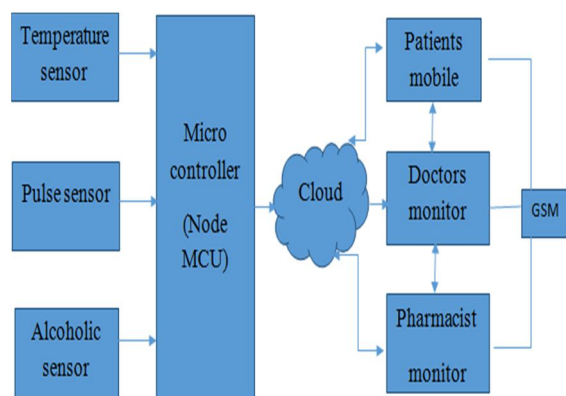 Temperature
sensor
Pulse sensor
Alcoholic
sensor
Micro
controller
(Node
MCU)
Cloud
Patients
mobile
Doctors
monitor
Pharmacist
monitor
GSM